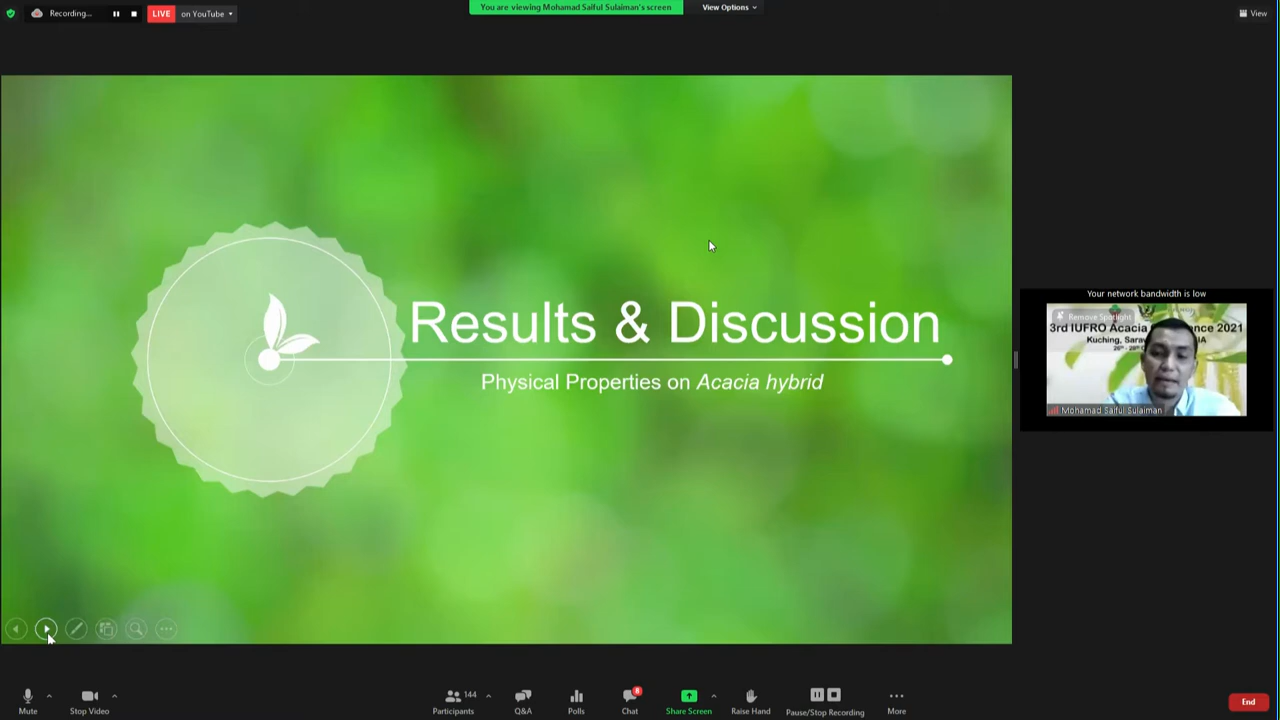 Recording...
LIVE
on YouTube
You are viewing Mohamad Saiful Sulaiman's screen
View Options
View
Results & Discussion
Physical Properties on Acacia hybrid
Your network bandwidth is low
Remove Spotlight
3rd IUFRO Acacia 2021
Kuching,
Mohamad Saiful Sulaiman
Mute
Stop Video
144
Participants
Q&A
Polls
8
Chat
Share Screen
Raise Hand
Pause/Stop Recording
More
End